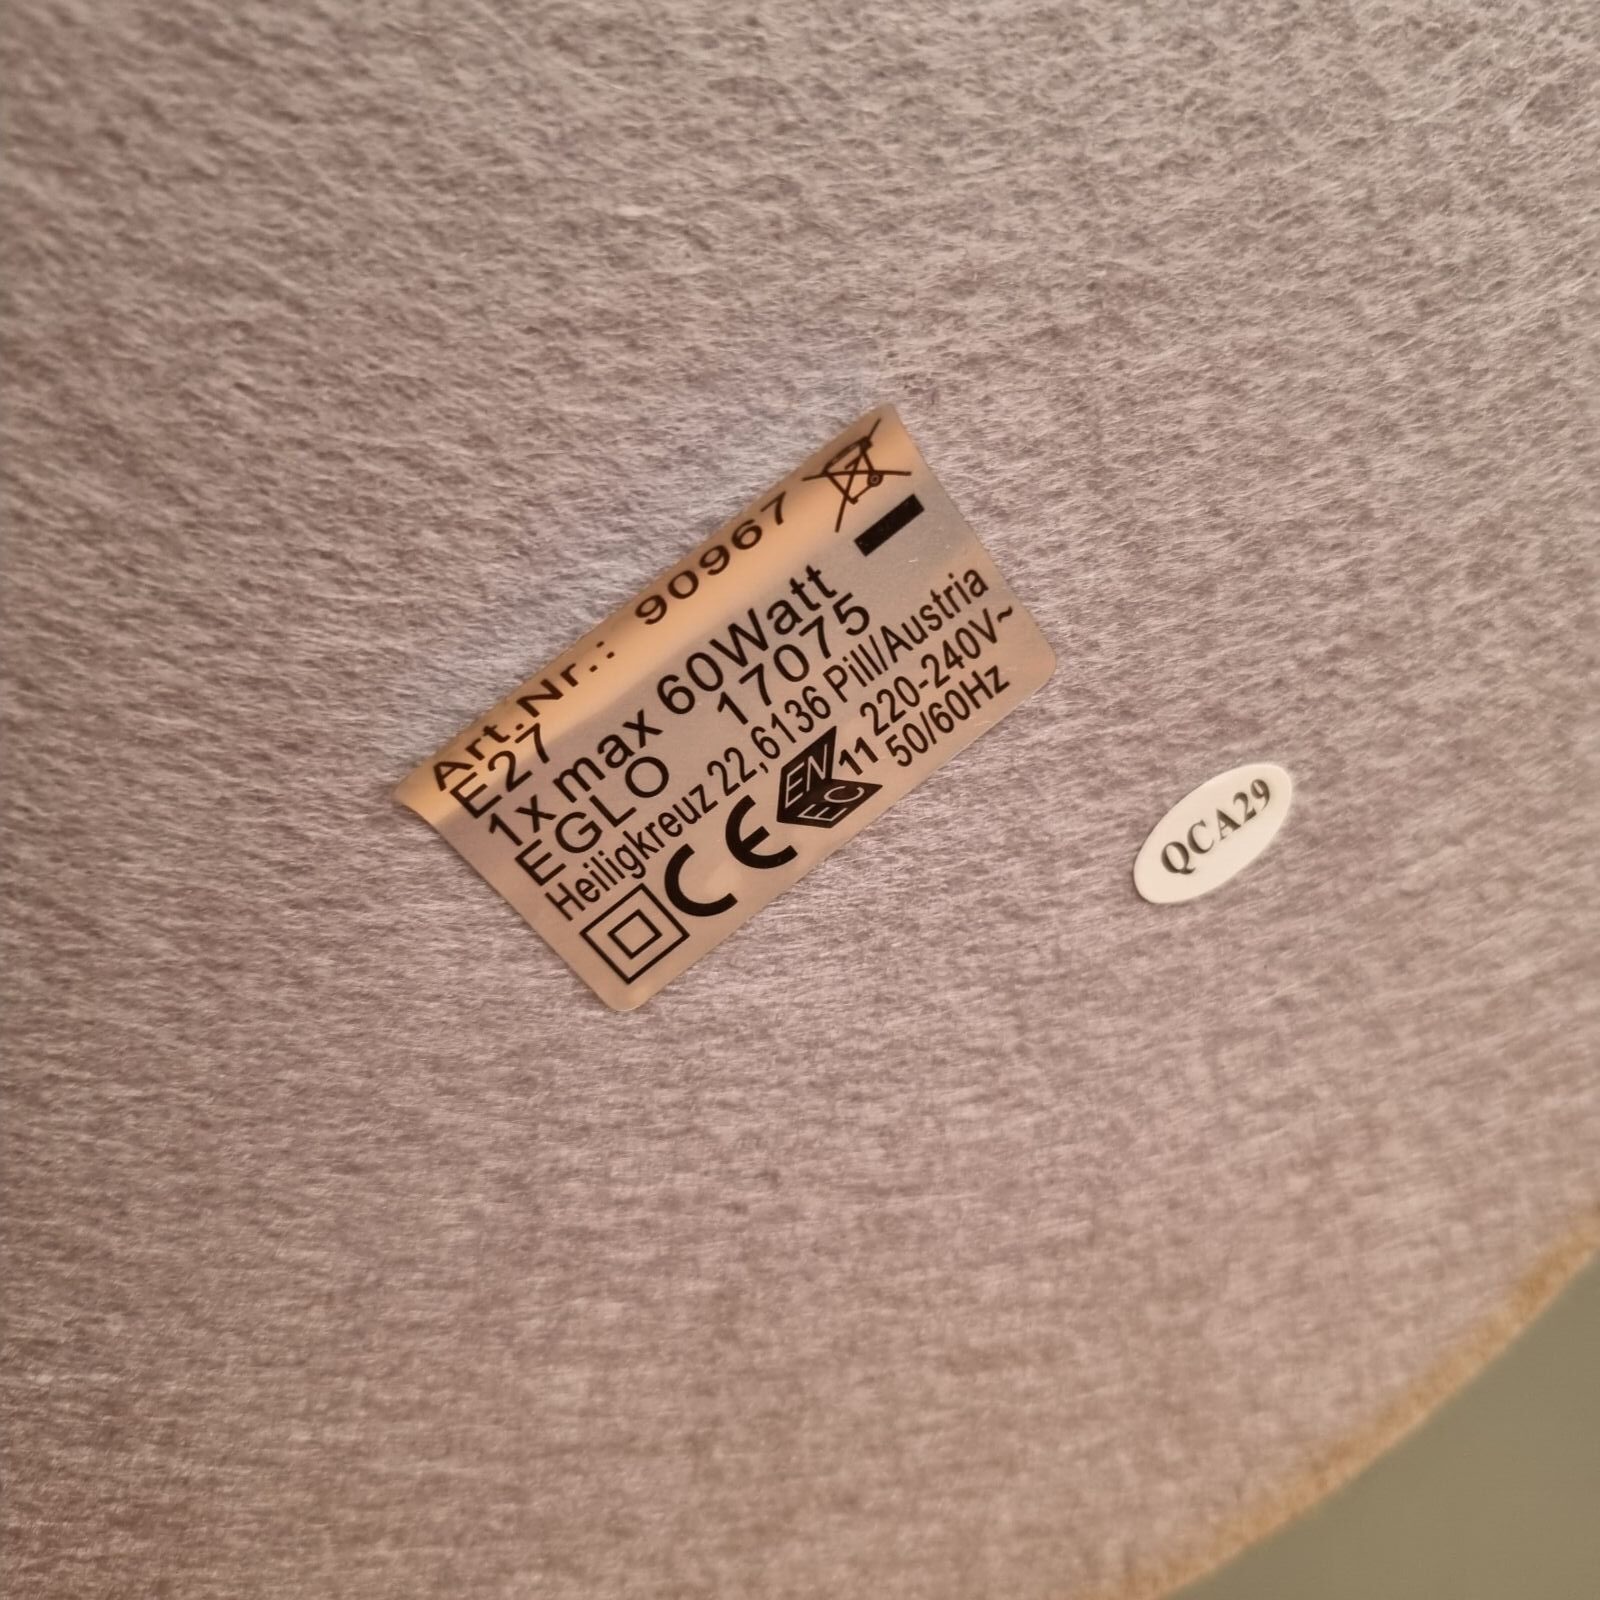 Art.Nr.: 90967
E27
1x max 60Watt
EGLO 17075
Heiligkreuz 22,6136 Pill/Austria
CE EN EC 11 220-240V~
50/60Hz
QCA29